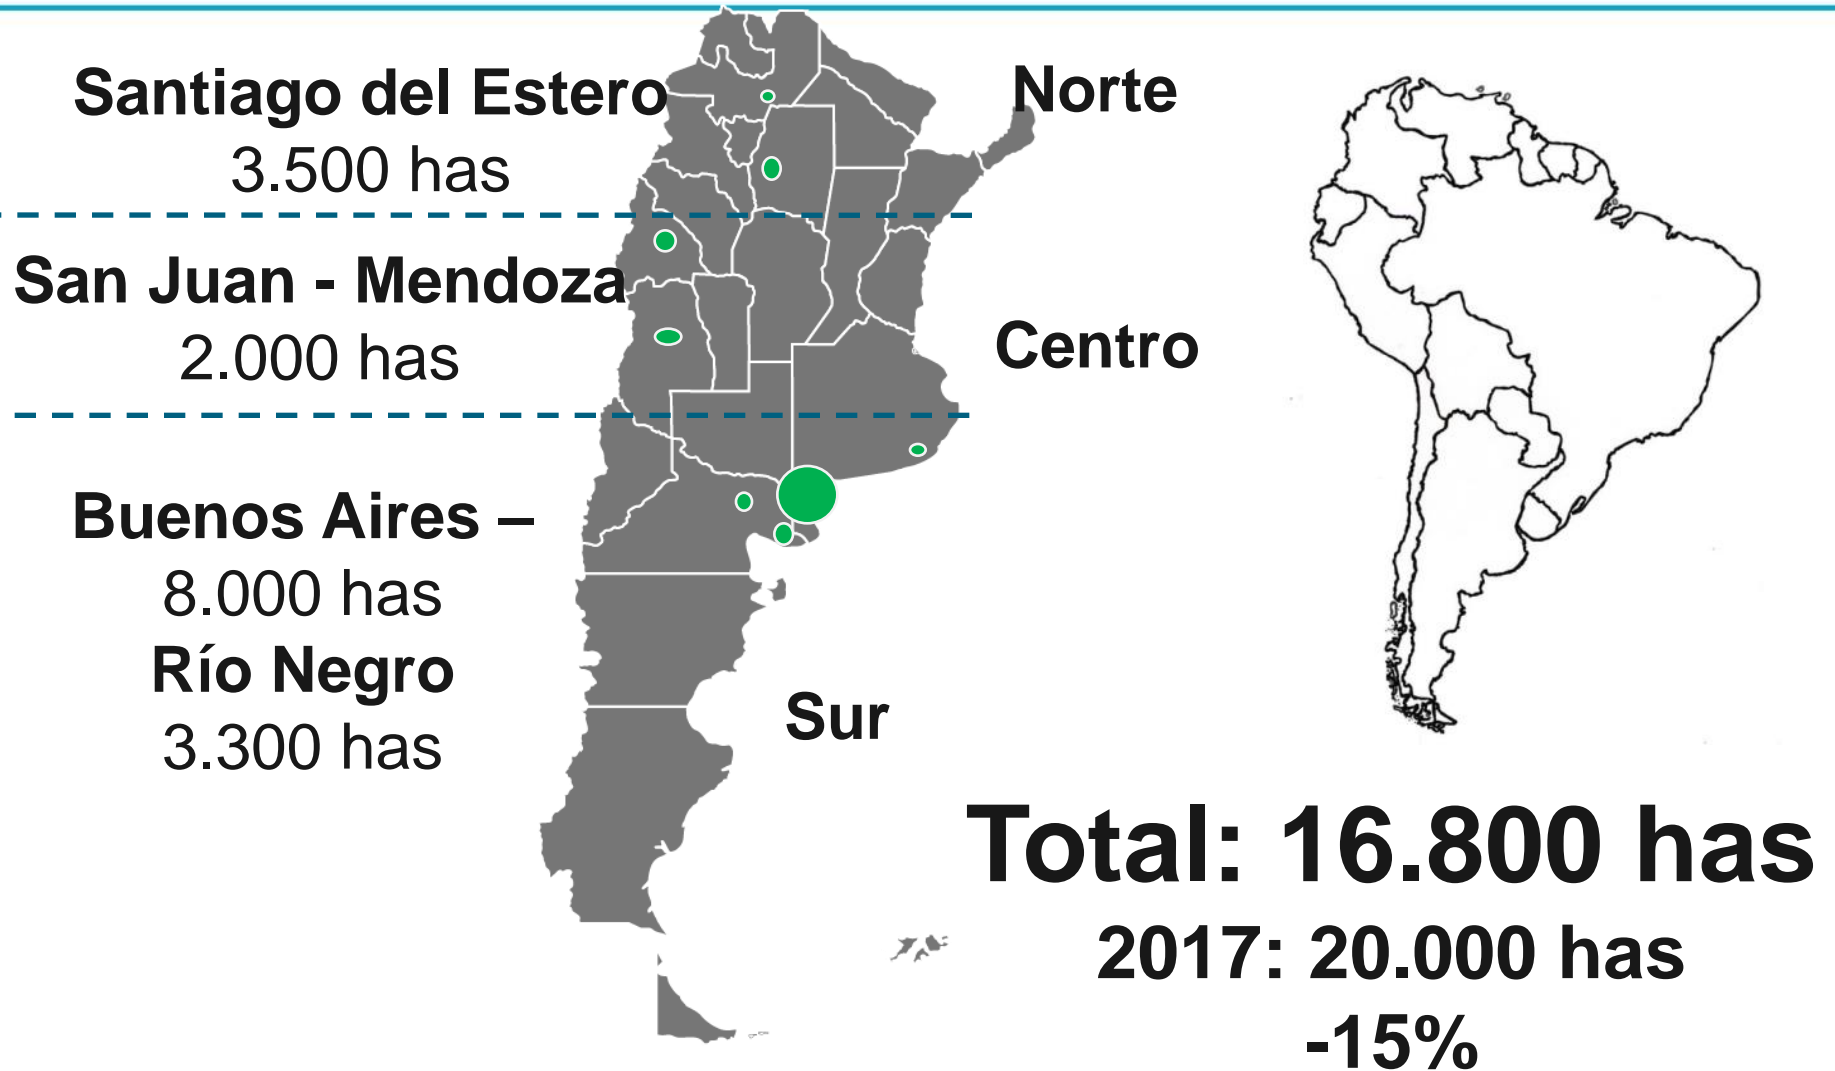 Santiago del Estero
3.500 has
Norte
San Juan - Mendoza
2.000 has
Centro
Buenos Aires –
8.000 has
Río Negro
3.300 has
Sur
Total: 16.800 has
2017: 20.000 has
-15%